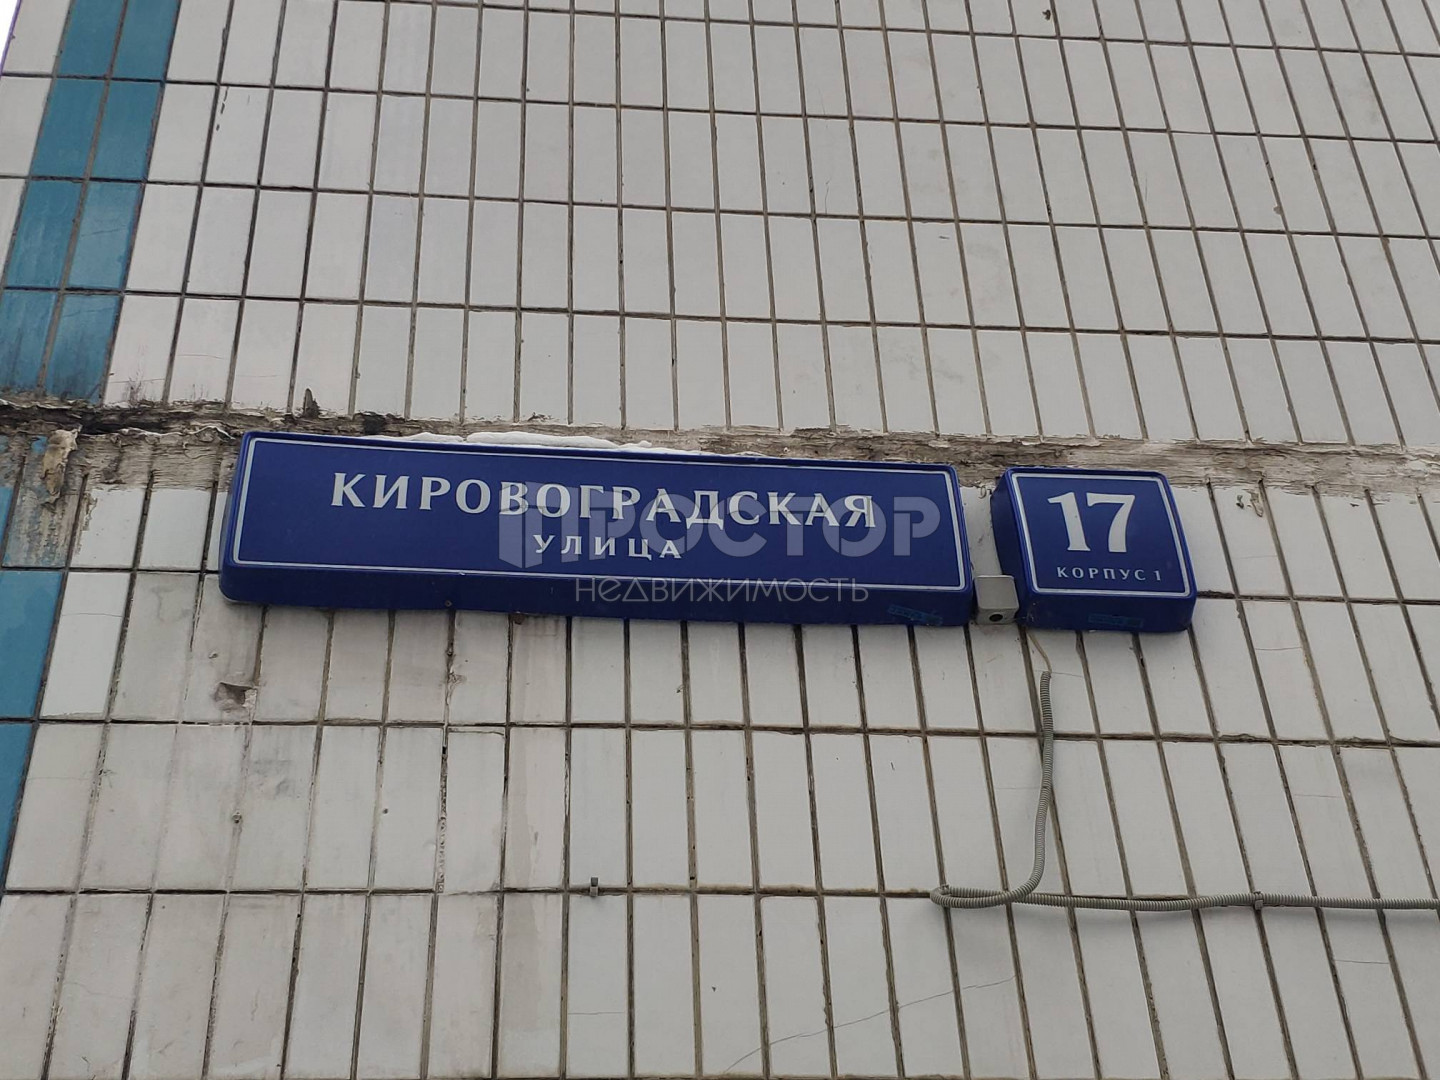 КИРОВОГРАДСКАЯ
УЛИЦА
17
КОРПУС 1
ПРОСТОР
НЕДВИЖИМОСТЬ